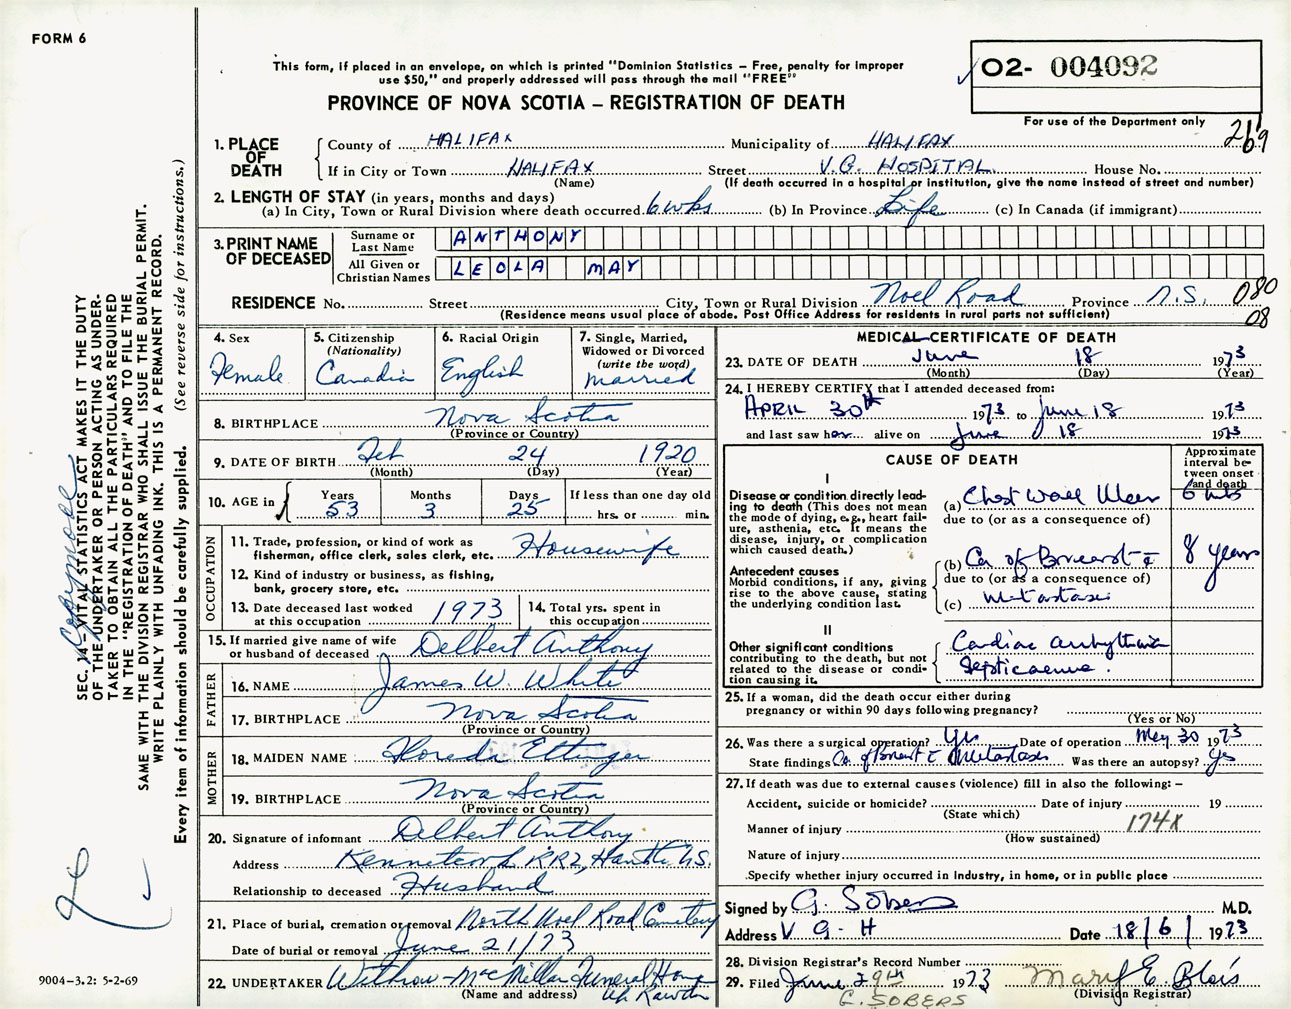 FORM 6
This form, if placed in an envelope, on which is printed "Dominion Statistics – Free, penalty for improper
use $50," and properly addressed will pass through the mail "FREE"
PROVINCE OF NOVA SCOTIA – REGISTRATION OF DEATH
02- 004092
For use of the Department only
269
1. PLACE OF DEATH
County of HALIFAX Municipality of HALIFAX
If in City or Town HALIFAX Street V.G. HOSPITAL House No.
(Name) (If death occurred in a hospital or institution, give the name instead of street and number)
2. LENGTH OF STAY (in years, months and days)
(a) In City, Town or Rural Division where death occurred 6 wks (b) In Province Life (c) In Canada (if immigrant)
3. PRINT NAME OF DECEASED
Surname or Last Name ANTHONY
All Given or Christian Names LEOLA MAY
RESIDENCE No. Street City, Town or Rural Division Noel Road Province N.S. 080
(Residence means usual place of abode. Post Office Address for residents in rural parts not sufficient) 08
4. Sex Female
5. Citizenship (Nationality) Canadian
6. Racial Origin English
7. Single, Married, Widowed or Divorced (write the word) Married
8. BIRTHPLACE Nova Scotia
(Province or Country)
9. DATE OF BIRTH Feb 24 1920
(Month) (Day) (Year)
10. AGE in Years 53 Months 3 Days 25 If less than one day old hrs. or min.
OCCUPATION
11. Trade, profession, or kind of work as fisherman, office clerk, sales clerk, etc. Housewife
12. Kind of industry or business, as fishing, bank, grocery store, etc.
13. Date deceased last worked at this occupation 1973
14. Total yrs. spent in this occupation
15. If married give name of wife or husband of deceased Delbert Anthony
FATHER
16. NAME James W. White
17. BIRTHPLACE Nova Scotia
(Province or Country)
MOTHER
18. MAIDEN NAME Floreda Ettinger
19. BIRTHPLACE Nova Scotia
(Province or Country)
20. Signature of informant Delbert Anthony
Address Kennetcook RR2, Hants N.S.
Relationship to deceased Husband
21. Place of burial, cremation or removal North Noel Road Cemetery
Date of burial or removal June 21/73
22. UNDERTAKER Withrow-McMillan Funeral Home
(Name and address) Rawdon
MEDICAL CERTIFICATE OF DEATH
23. DATE OF DEATH June 18 1973
(Month) (Day) (Year)
24. I HEREBY CERTIFY that I attended deceased from:
APRIL 30th 1973 to June 18 1973
and last saw her alive on June 18 1973
CAUSE OF DEATH
Approximate interval between onset and death
I
Disease or condition directly leading to death (This does not mean the mode of dying, e.g., heart failure, asthenia, etc. It means the disease, injury, or complication which caused death.)
(a) Chest wall Ulcer
due to (or as a consequence of)
Antecedent causes
Morbid conditions, if any, giving rise to the above cause, stating the underlying condition last.
(b) Ca of Breast c̄ 8 years
due to (or as a consequence of)
(c) Metastasis
II
Other significant conditions
contributing to the death, but not related to the disease or condition causing it.
Cardiac arrhythmia
Septicaemia.
25. If a woman, did the death occur either during pregnancy or within 90 days following pregnancy?
(Yes or No)
26. Was there a surgical operation? Yes Date of operation May 30 1973
State findings Ca of Breast c̄ Metastases Was there an autopsy? Yes
27. If death was due to external causes (violence) fill in also the following: –
Accident, suicide or homicide? Date of injury 19
(State which)
Manner of injury 174X
(How sustained)
Nature of injury
Specify whether injury occurred in industry, in home, or in public place
Signed by G. Sobers M.D.
Address V G. H Date 18/6/ 1973
28. Division Registrar's Record Number
29. Filed June 29th 1973 Mary E. Blois
G. SOBERS (Division Registrar)
SEC. 14 – VITAL STATISTICS ACT MAKES IT THE DUTY
OF THE UNDERTAKER OR PERSON ACTING AS UNDER-
TAKER TO OBTAIN ALL THE PARTICULARS REQUIRED
IN THE "REGISTRATION OF DEATH" AND TO FILE THE
SAME WITH THE DIVISION REGISTRAR WHO SHALL ISSUE THE BURIAL PERMIT.
WRITE PLAINLY WITH UNFADING INK. THIS IS A PERMANENT RECORD.
Every item of information should be carefully supplied. (See reverse side for instructions.)
9004–3.2: 5-2-69